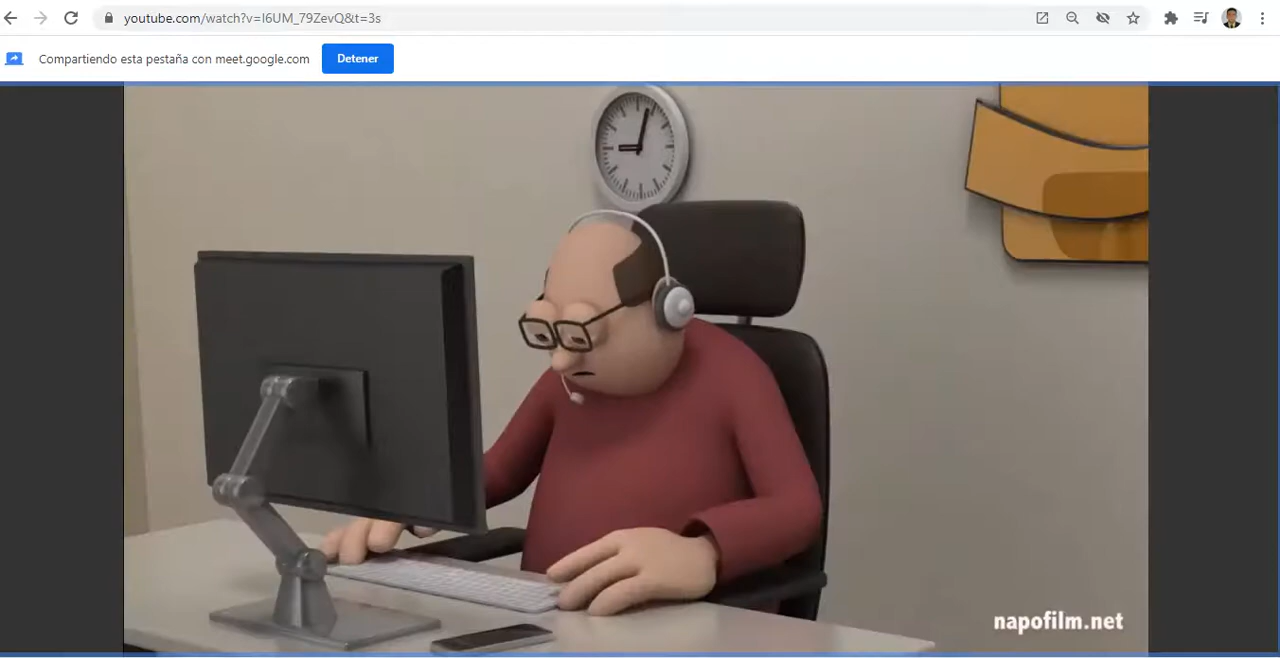 youtube.com/watch?v=I6UM_79ZevQ&t=3s
Compartiendo esta pestaña con meet.google.com
Detener
napofilm.net